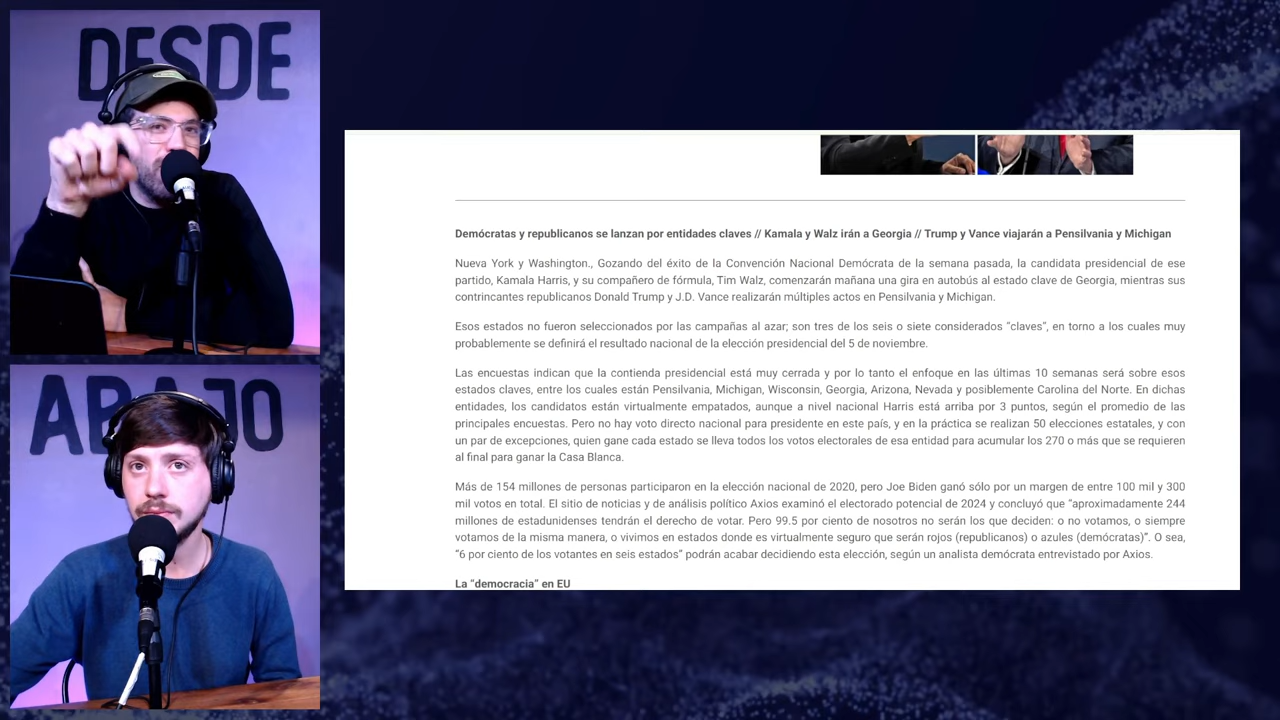 DESDE
ABAJO
Demócratas y republicanos se lanzan por entidades claves // Kamala y Walz irán a Georgia // Trump y Vance viajarán a Pensilvania y Michigan
Nueva York y Washington., Gozando del éxito de la Convención Nacional Demócrata de la semana pasada, la candidata presidencial de ese
partido, Kamala Harris, y su compañero de fórmula, Tim Walz, comenzarán mañana una gira en autobús al estado clave de Georgia, mientras sus
contrincantes republicanos Donald Trump y J.D. Vance realizarán múltiples actos en Pensilvania y Michigan.
Esos estados no fueron seleccionados por las campañas al azar; son tres de los seis o siete considerados "claves", en torno a los cuales muy
probablemente se definirá el resultado nacional de la elección presidencial del 5 de noviembre.
Las encuestas indican que la contienda presidencial está muy cerrada y por lo tanto el enfoque en las últimas 10 semanas será sobre esos
estados claves, entre los cuales están Pensilvania, Michigan, Wisconsin, Georgia, Arizona, Nevada y posiblemente Carolina del Norte. En dichas
entidades, los candidatos están virtualmente empatados, aunque a nivel nacional Harris está arriba por 3 puntos, según el promedio de las
principales encuestas. Pero no hay voto directo nacional para presidente en este país, y en la práctica se realizan 50 elecciones estatales, y con
un par de excepciones, quien gane cada estado se lleva todos los votos electorales de esa entidad para acumular los 270 o más que se requieren
al final para ganar la Casa Blanca.
Más de 154 millones de personas participaron en la elección nacional de 2020, pero Joe Biden ganó sólo por un margen de entre 100 mil y 300
mil votos en total. El sitio de noticias y de análisis político Axios examinó el electorado potencial de 2024 y concluyó que “aproximadamente 244
millones de estadunidenses tendrán el derecho de votar. Pero 99.5 por ciento de nosotros no serán los que deciden: o no votamos, o siempre
votamos de la misma manera, o vivimos en estados donde es virtualmente seguro que serán rojos (republicanos) o azules (demócratas)”. O sea,
“6 por ciento de los votantes en seis estados” podrán acabar decidiendo esta elección, según un analista demócrata entrevistado por Axios.
La “democracia” en EU